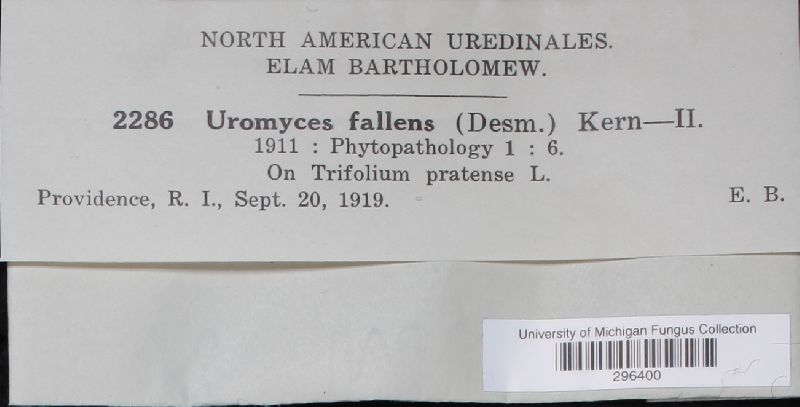 NORTH AMERICAN UREDINALES.
ELAM BARTHOLOMEW.
2286 Uromyces fallens (Desm.) Kern—II.
1911 : Phytopathology 1 : 6.
On Trifolium pratense L.
Providence, R. I., Sept. 20, 1919. E. B.
University of Michigan Fungus Collection
296400